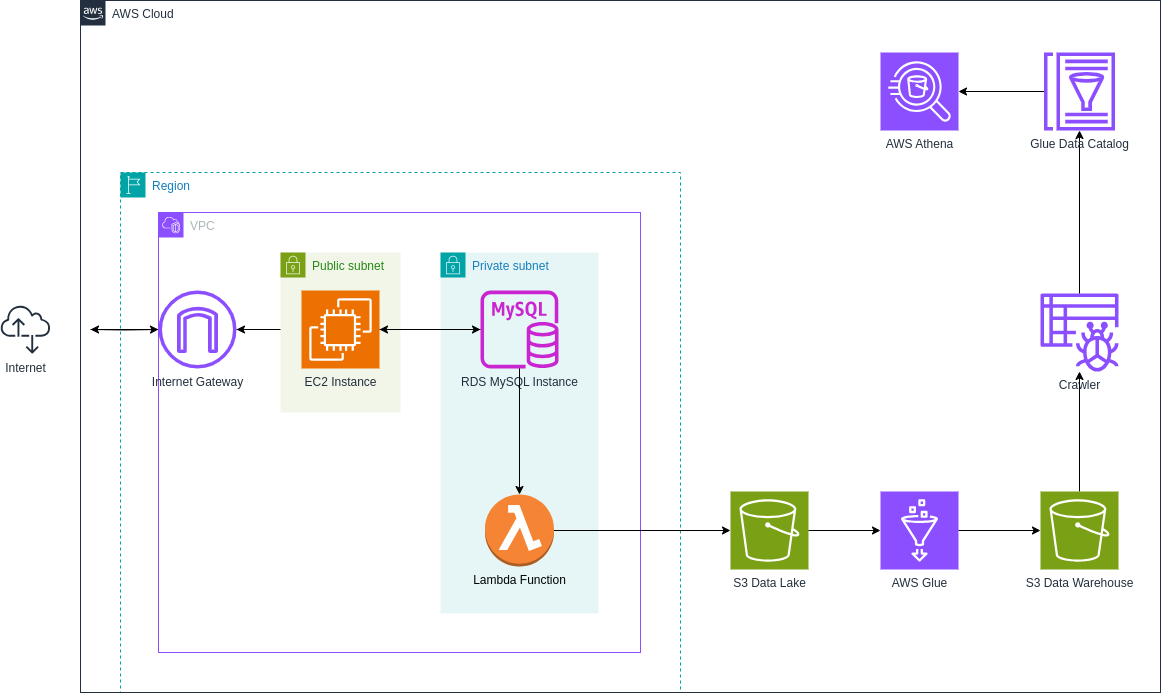 aws
AWS Cloud
AWS Athena
Glue Data Catalog
Region
VPC
Public subnet
Private subnet
MySQL
Internet
Internet Gateway
EC2 Instance
RDS MySQL Instance
Crawler
Lambda Function
S3 Data Lake
AWS Glue
S3 Data Warehouse